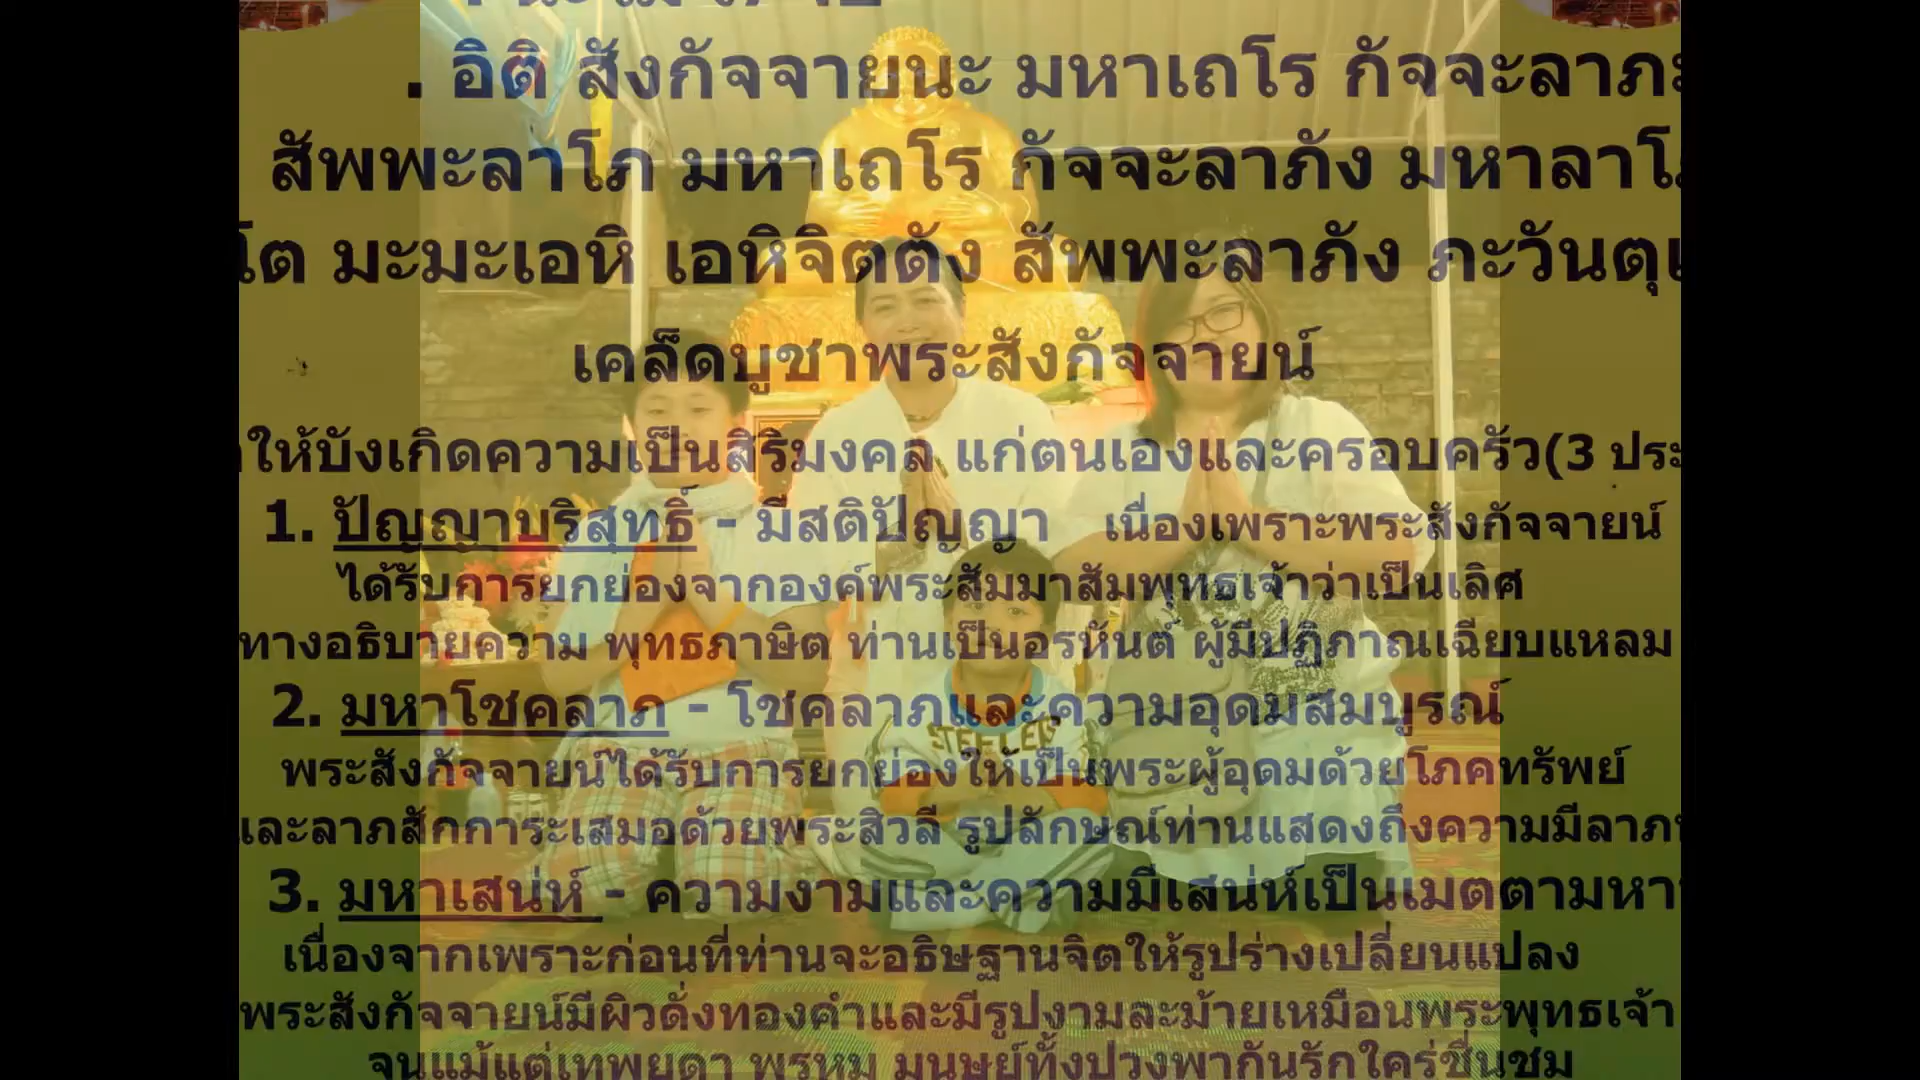 . อิติ สังกัจจายนะ มหาเถโร กัจจะลาภะ
สัพพะลาโภ มหาเถโร กัจจะลาภัง มหาลาโภ
โต มะมะเอหิ เอหิจิตตัง สัพพะลาภัง ภะวันตุเ
เคล็ดบูชาพระสังกัจจายน์
ให้บังเกิดความเป็นสิริมงคล แก่ตนเองและครอบครัว(3 ประ
1. ปัญญาบริสุทธิ์ - มีสติปัญญา เนื่องเพราะพระสังกัจจายน์
ได้รับการยกย่องจากองค์พระสัมมาสัมพุทธเจ้าว่าเป็นเลิศ
ทางอธิบายความ พุทธภาษิต ท่านเป็นอรหันต์ ผู้มีปฏิภาณเฉียบแหลม
2. มหาโชคลาภ - โชคลาภและความอุดมสมบูรณ์
พระสังกัจจายน์ได้รับการยกย่องให้เป็นพระผู้อุดมด้วยโภคทรัพย์
และลาภสักการะเสมอด้วยพระสิวลี รูปลักษณ์ท่านแสดงถึงความมีลาภ
STEELERS
3. มหาเสน่ห์ - ความงามและความมีเสน่ห์เป็นเมตตามหา
เนื่องจากเพราะก่อนที่ท่านจะอธิษฐานจิตให้รูปร่างเปลี่ยนแปลง
พระสังกัจจายน์มีผิวดั่งทองคำและมีรูปงามละม้ายเหมือนพระพุทธเจ้า
จนแม้แต่เทพยดา พรหม มนุษย์ทั้งปวงพากันรักใคร่ชื่นชม